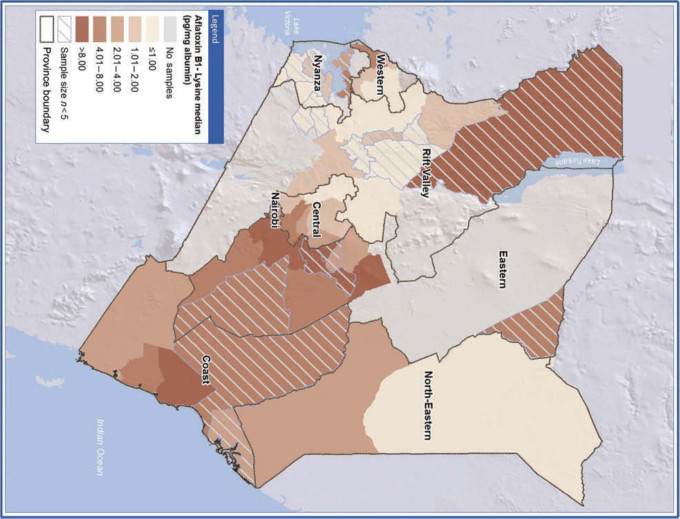 Legend
Aflatoxin B1- Lysine median
(pg/mg albumin)
No samples
≤1.00
1.01–2.00
2.01–4.00
4.01–8.00
>8.00
Sample size n<5
Province boundary
Lake Turkana
Rift Valley
Eastern
North-Eastern
Western
Nyanza
Lake
Victoria
Central
Nairobi
Coast
Indian Ocean